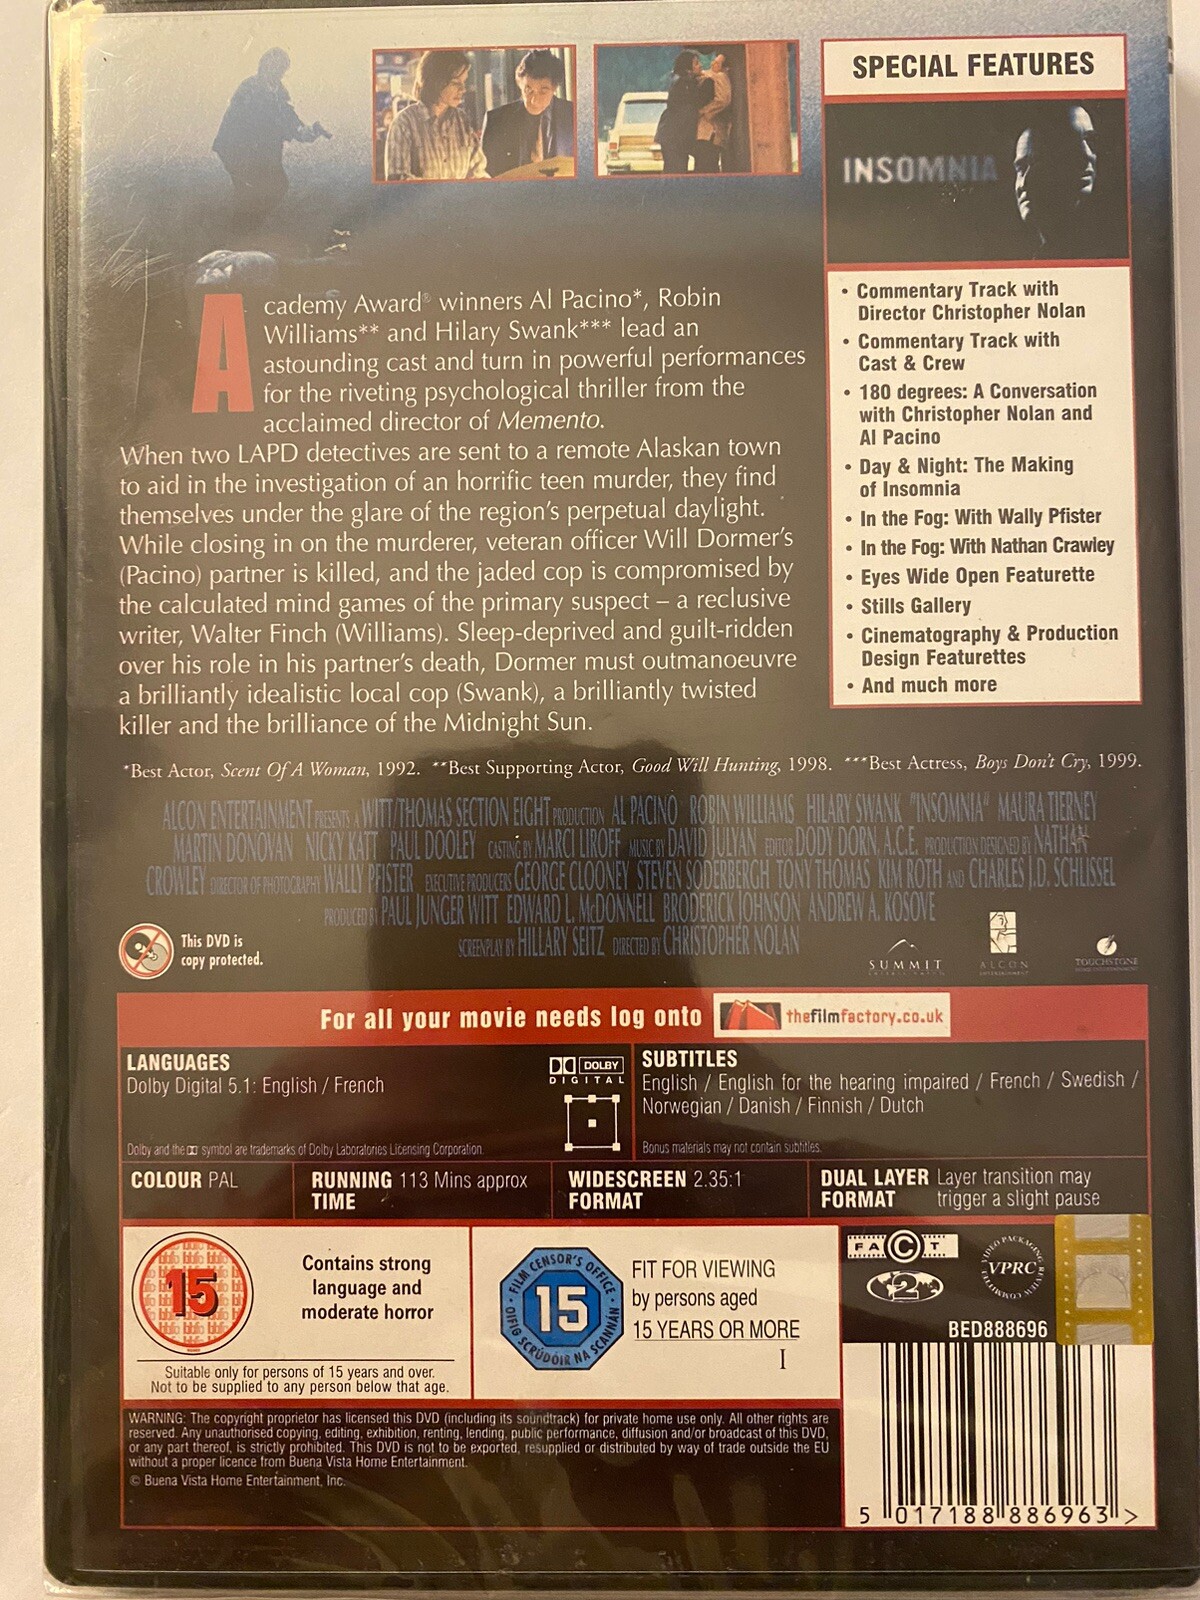 SPECIAL FEATURES
INSOMNIA
• Commentary Track with
Director Christopher Nolan
• Commentary Track with
Cast & Crew
• 180 degrees: A Conversation
with Christopher Nolan and
Al Pacino
• Day & Night: The Making
of Insomnia
• In the Fog: With Wally Pfister
• In the Fog: With Nathan Crawley
• Eyes Wide Open Featurette
• Stills Gallery
• Cinematography & Production
Design Featurettes
• And much more
Academy Award® winners Al Pacino*, Robin
Williams** and Hilary Swank*** lead an
astounding cast and turn in powerful performances
for the riveting psychological thriller from the
acclaimed director of Memento.
When two LAPD detectives are sent to a remote Alaskan town
to aid in the investigation of an horrific teen murder, they find
themselves under the glare of the region's perpetual daylight.
While closing in on the murderer, veteran officer Will Dormer's
(Pacino) partner is killed, and the jaded cop is compromised by
the calculated mind games of the primary suspect – a reclusive
writer, Walter Finch (Williams). Sleep-deprived and guilt-ridden
over his role in his partner's death, Dormer must outmanoeuvre
a brilliantly idealistic local cop (Swank), a brilliantly twisted
killer and the brilliance of the Midnight Sun.
*Best Actor, Scent Of A Woman, 1992. **Best Supporting Actor, Good Will Hunting, 1998. ***Best Actress, Boys Don't Cry, 1999.
ALCON ENTERTAINMENT PRESENTS A WITT/THOMAS SECTION EIGHT PRODUCTION AL PACINO ROBIN WILLIAMS HILARY SWANK "INSOMNIA" MAURA TIERNEY
MARTIN DONOVAN NICKY KATT PAUL DOOLEY CASTING BY MARCI LIROFF MUSIC BY DAVID JULYAN EDITOR DODY DORN, A.C.E. PRODUCTION DESIGNED BY NATHAN
CROWLEY DIRECTOR OF PHOTOGRAPHY WALLY PFISTER EXECUTIVE PRODUCERS GEORGE CLOONEY STEVEN SODERBERGH TONY THOMAS KIM ROTH AND CHARLES J.D. SCHLISSEL
PRODUCED BY PAUL JUNGER WITT EDWARD L. McDONNELL BRODERICK JOHNSON ANDREW A. KOSOVE
SCREENPLAY BY HILLARY SEITZ DIRECTED BY CHRISTOPHER NOLAN
This DVD is
copy protected.
SUMMIT
ENTERTAINMENT
ALCON
ENTERTAINMENT
TOUCHSTONE
HOME ENTERTAINMENT
For all your movie needs log onto thefilmfactory.co.uk
LANGUAGES
Dolby Digital 5.1: English / French
DOLBY
DIGITAL
Dolby and the symbol are trademarks of Dolby Laboratories Licensing Corporation.
SUBTITLES
English / English for the hearing impaired / French / Swedish /
Norwegian / Danish / Finnish / Dutch
Bonus materials may not contain subtitles.
COLOUR PAL
RUNNING 113 Mins approx
TIME
WIDESCREEN 2.35:1
FORMAT
DUAL LAYER Layer transition may
FORMAT trigger a slight pause
15
Contains strong
language and
moderate horror
Suitable only for persons of 15 years and over.
Not to be supplied to any person below that age.
FILM CENSOR'S OFFICE
15
OIFIG SCRÚDÓIR NA SCANNÁN
FIT FOR VIEWING
by persons aged
15 YEARS OR MORE
I
FACT
2
VIDEO PACKAGING REVIEW COMMITTEE
VPRC
BED888696
WARNING: The copyright proprietor has licensed this DVD (including its soundtrack) for private home use only. All other rights are
reserved. Any unauthorised copying, editing, exhibition, renting, lending, public performance, diffusion and/or broadcast of this DVD,
or any part thereof, is strictly prohibited. This DVD is not to be exported, resupplied or distributed by way of trade outside the EU
without a proper licence from Buena Vista Home Entertainment.
© Buena Vista Home Entertainment, Inc.
5 017188 886963 >